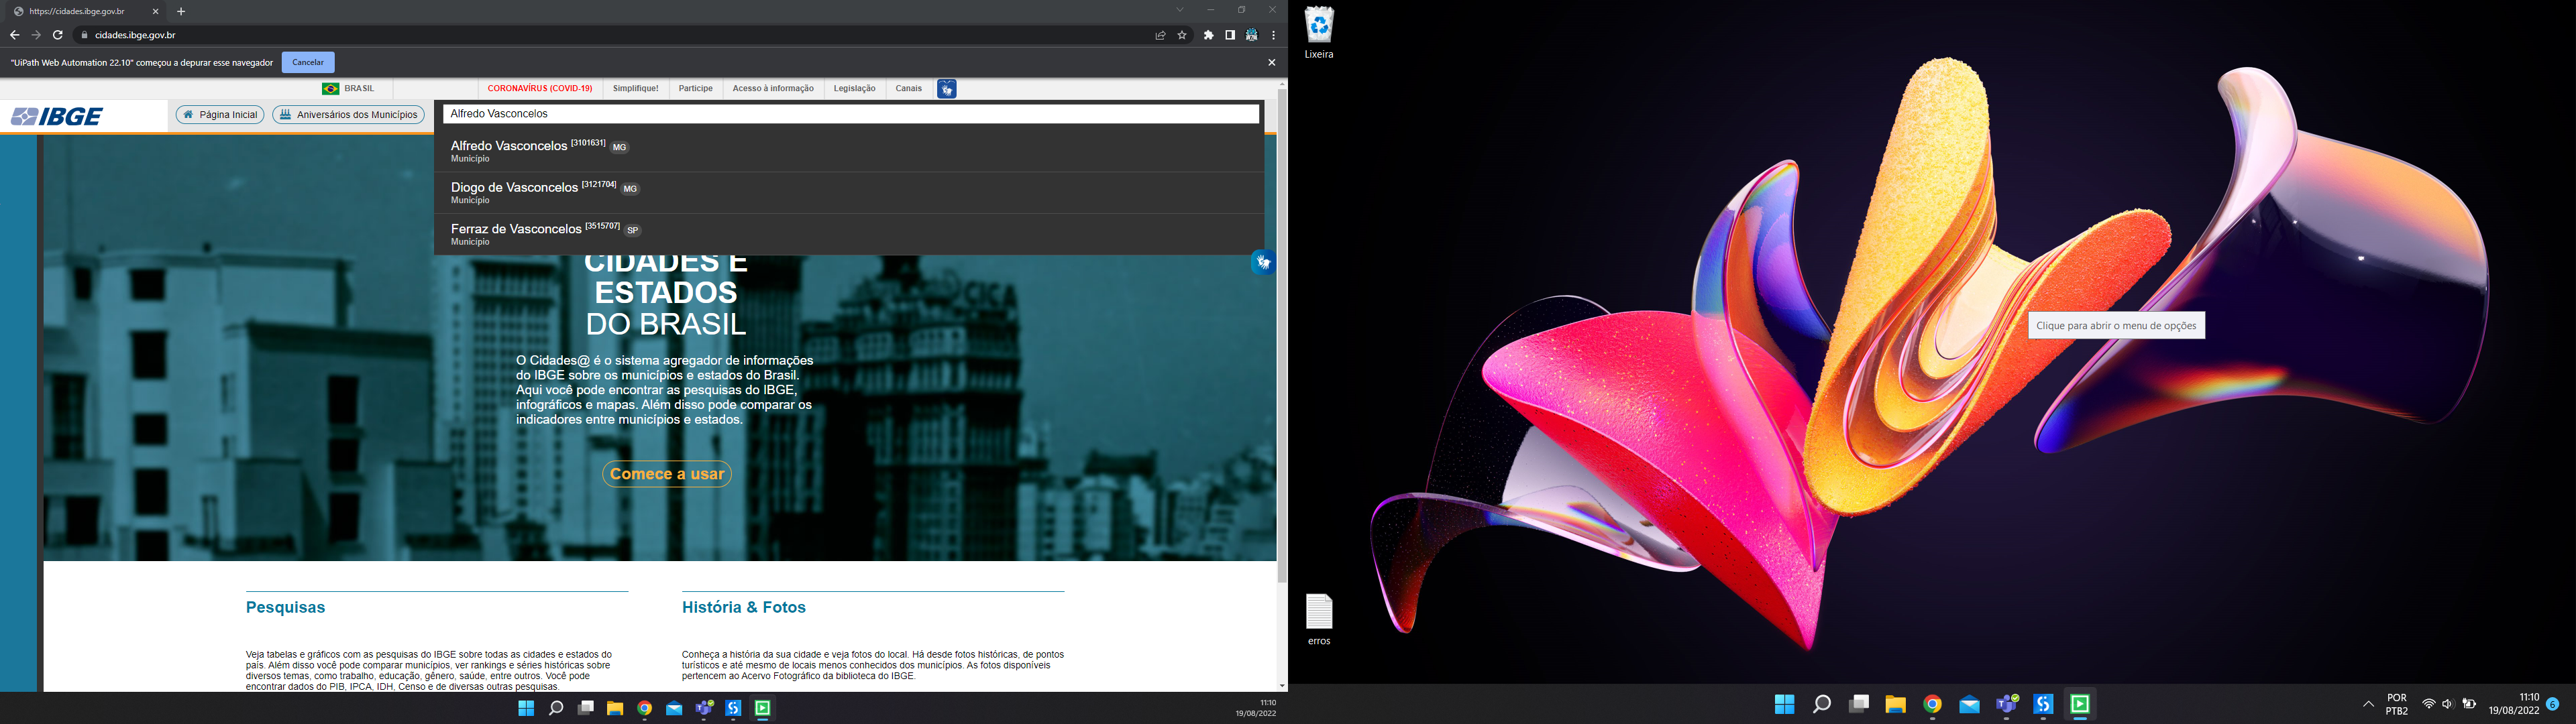 https://cidades.ibge.gov.br
cidades.ibge.gov.br
"UiPath Web Automation 22.10" começou a depurar esse navegador
Cancelar
BRASIL
CORONAVÍRUS (COVID-19)
Simplifique!
Participe
Acesso à informação
Legislação
Canais
IBGE
Página Inicial
Aniversários dos Municípios
Alfredo Vasconcelos
Alfredo Vasconcelos [3101631] MG
Município
Diogo de Vasconcelos [3121704] MG
Município
Ferraz de Vasconcelos [3515707] SP
Município
CIDADES E
ESTADOS
DO BRASIL
O Cidades@ é o sistema agregador de informações
do IBGE sobre os municípios e estados do Brasil.
Aqui você pode encontrar as pesquisas do IBGE,
infográficos e mapas. Além disso pode comparar os
indicadores entre municípios e estados.
Comece a usar
Pesquisas
Veja tabelas e gráficos com as pesquisas do IBGE sobre todas as cidades e estados do
país. Além disso você pode comparar municípios, ver rankings e séries históricas sobre
diversos temas, como trabalho, educação, gênero, saúde, entre outros. Você pode
encontrar dados do PIB, IPCA, IDH, Censo e de diversas outras pesquisas.
História & Fotos
Conheça a história da sua cidade e veja fotos do local. Há desde fotos históricas, de pontos
turísticos e até mesmo de locais menos conhecidos dos municípios. As fotos disponíveis
pertencem ao Acervo Fotográfico da biblioteca do IBGE.
11:10
19/08/2022
Lixeira
Clique para abrir o menu de opções
erros
POR
PTB2
11:10
19/08/2022
6